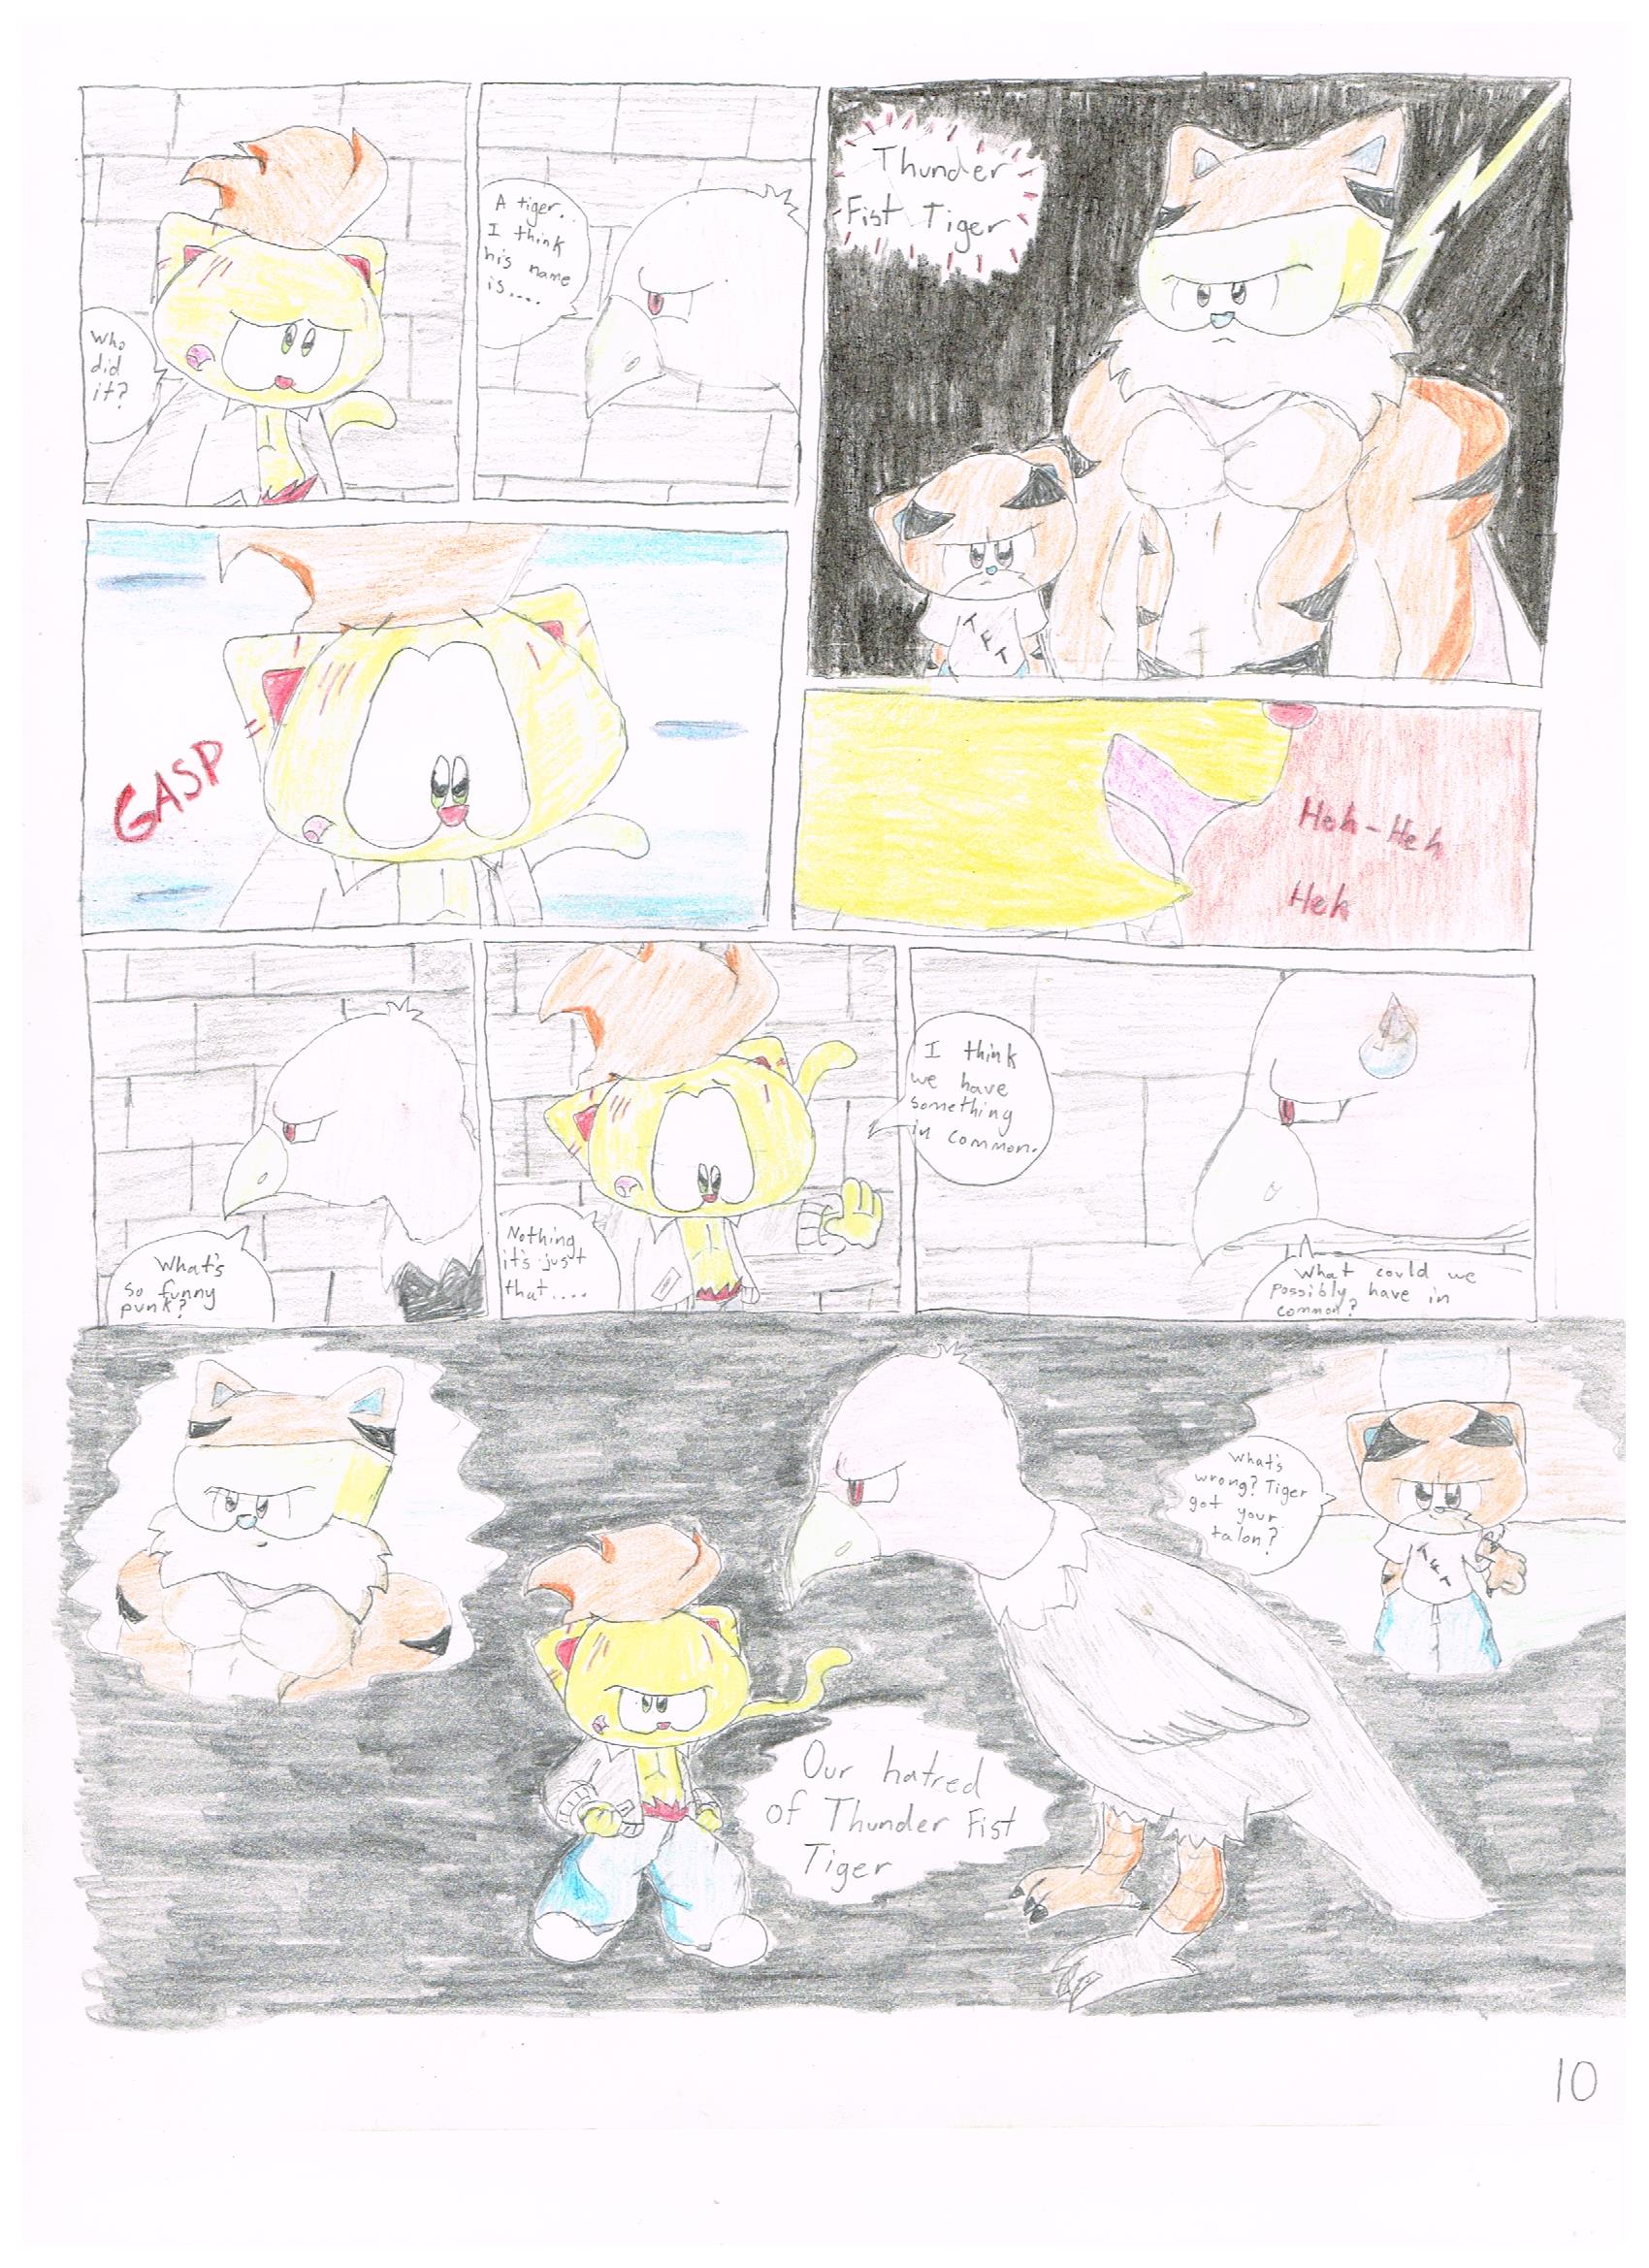 Who
did
it?
A tiger..
I think
his name
is....
Thunder
Fist Tiger
TFT
GASP
Heh-Heh
Heh
What's
so funny
punk?
Nothing
it's just
that....
I think
we have
something
in common.
What could we
possibly have in
common?
What's
wrong? Tiger
got your
talon?
TFT
Our hatred
of Thunder Fist
Tiger
10